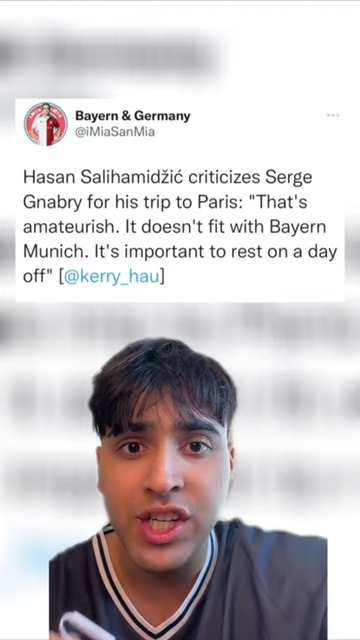 Bayern & Germany
@iMiaSanMia
Hasan Salihamidžić criticizes Serge
Gnabry for his trip to Paris: "That's
amateurish. It doesn't fit with Bayern
Munich. It's important to rest on a day
off" [@kerry_hau]